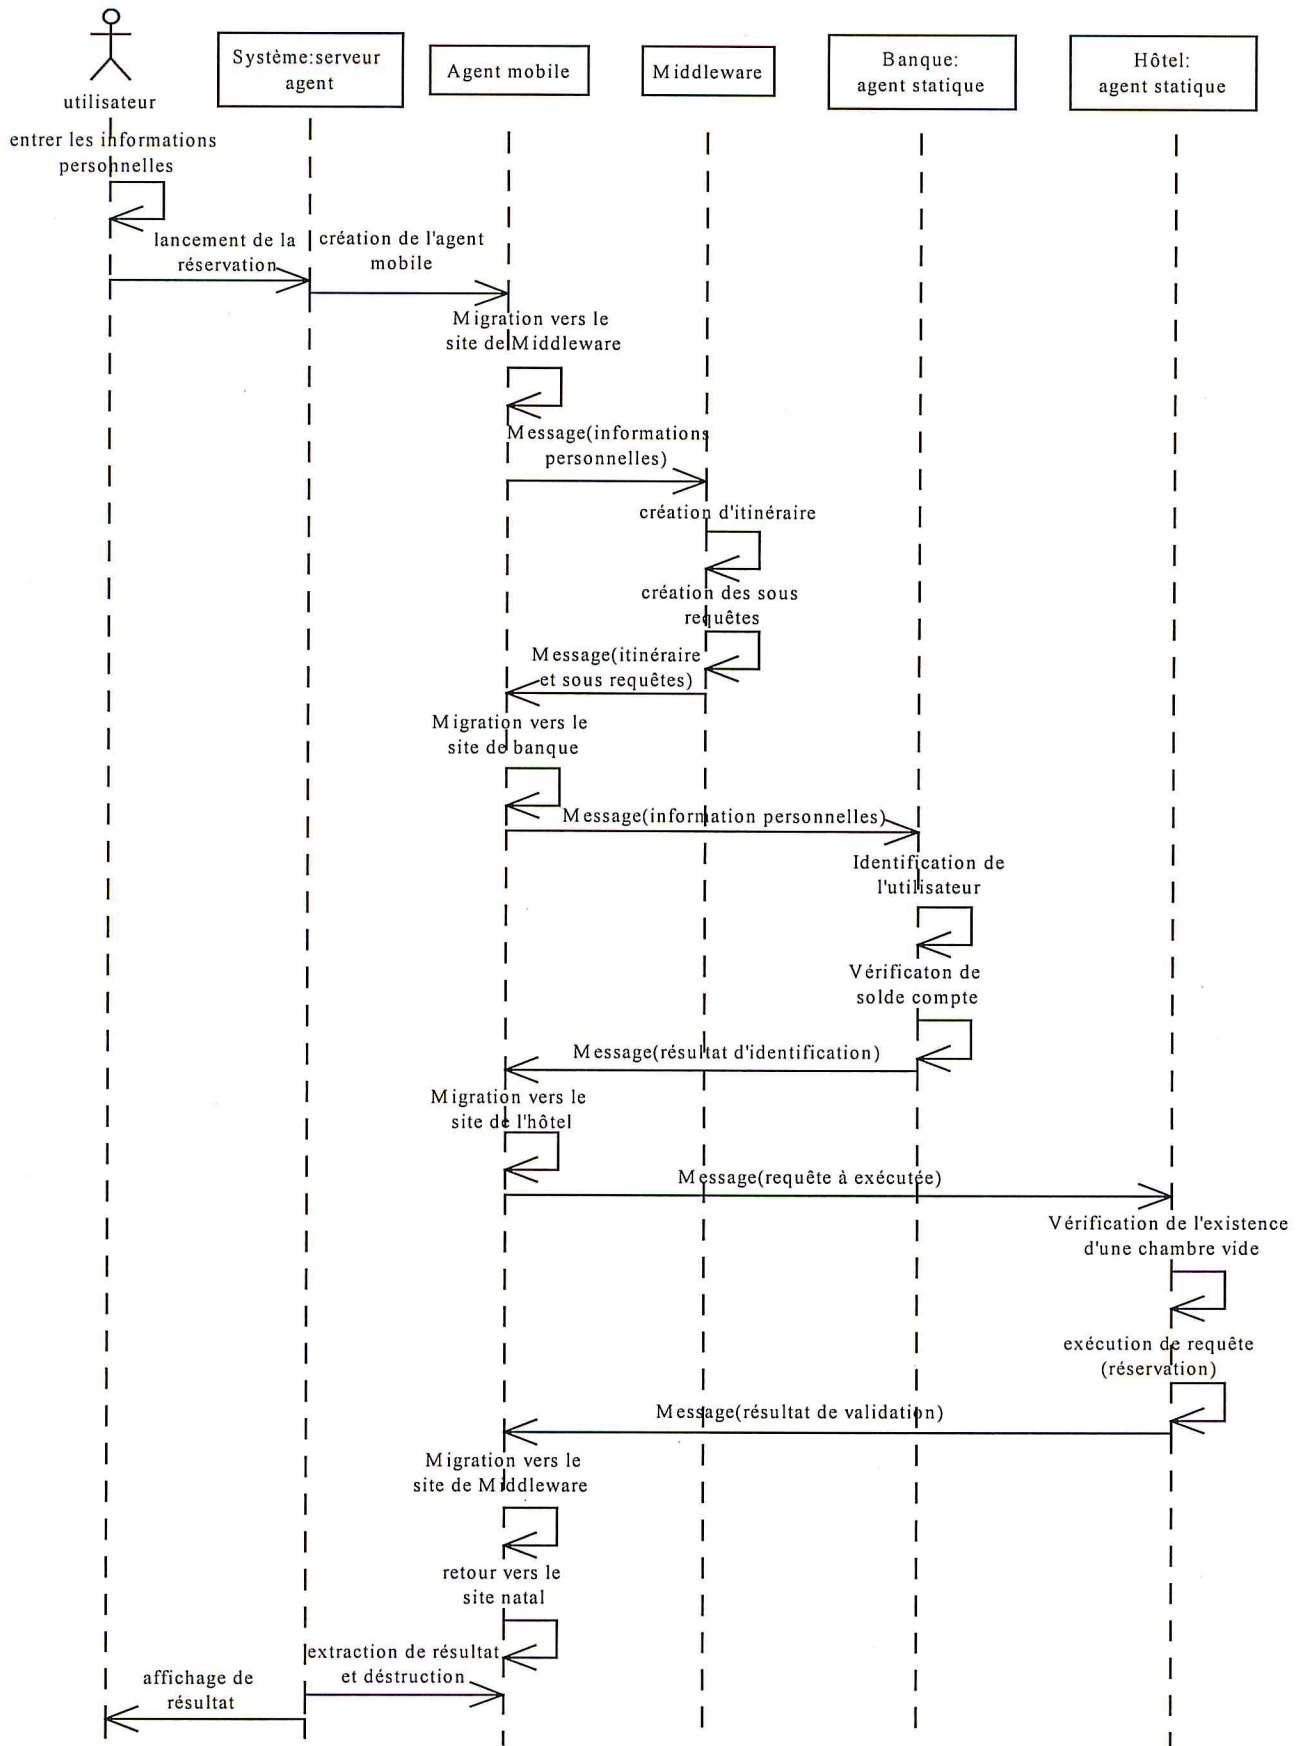 utilisateur
Système:serveur
agent
Agent mobile
Middleware
Banque:
agent statique
Hôtel:
agent statique
entrer les informations
personnelles
lancement de la
réservation
création de l'agent
mobile
Migration vers le
site de Middleware
Message(informations
personnelles)
création d'itinéraire
création des sous
requêtes
Message(itinéraire
et sous requêtes)
Migration vers le
site de banque
Message(information personnelles)
Identification de
l'utilisateur
Vérificaton de
solde compte
Message(résultat d'identification)
Migration vers le
site de l'hôtel
Message(requête à exécutée)
Vérification de l'existence
d'une chambre vide
exécution de requête
(réservation)
Message(résultat de validation)
Migration vers le
site de Middleware
retour vers le
site natal
extraction de résultat
et déstruction
affichage de
résultat